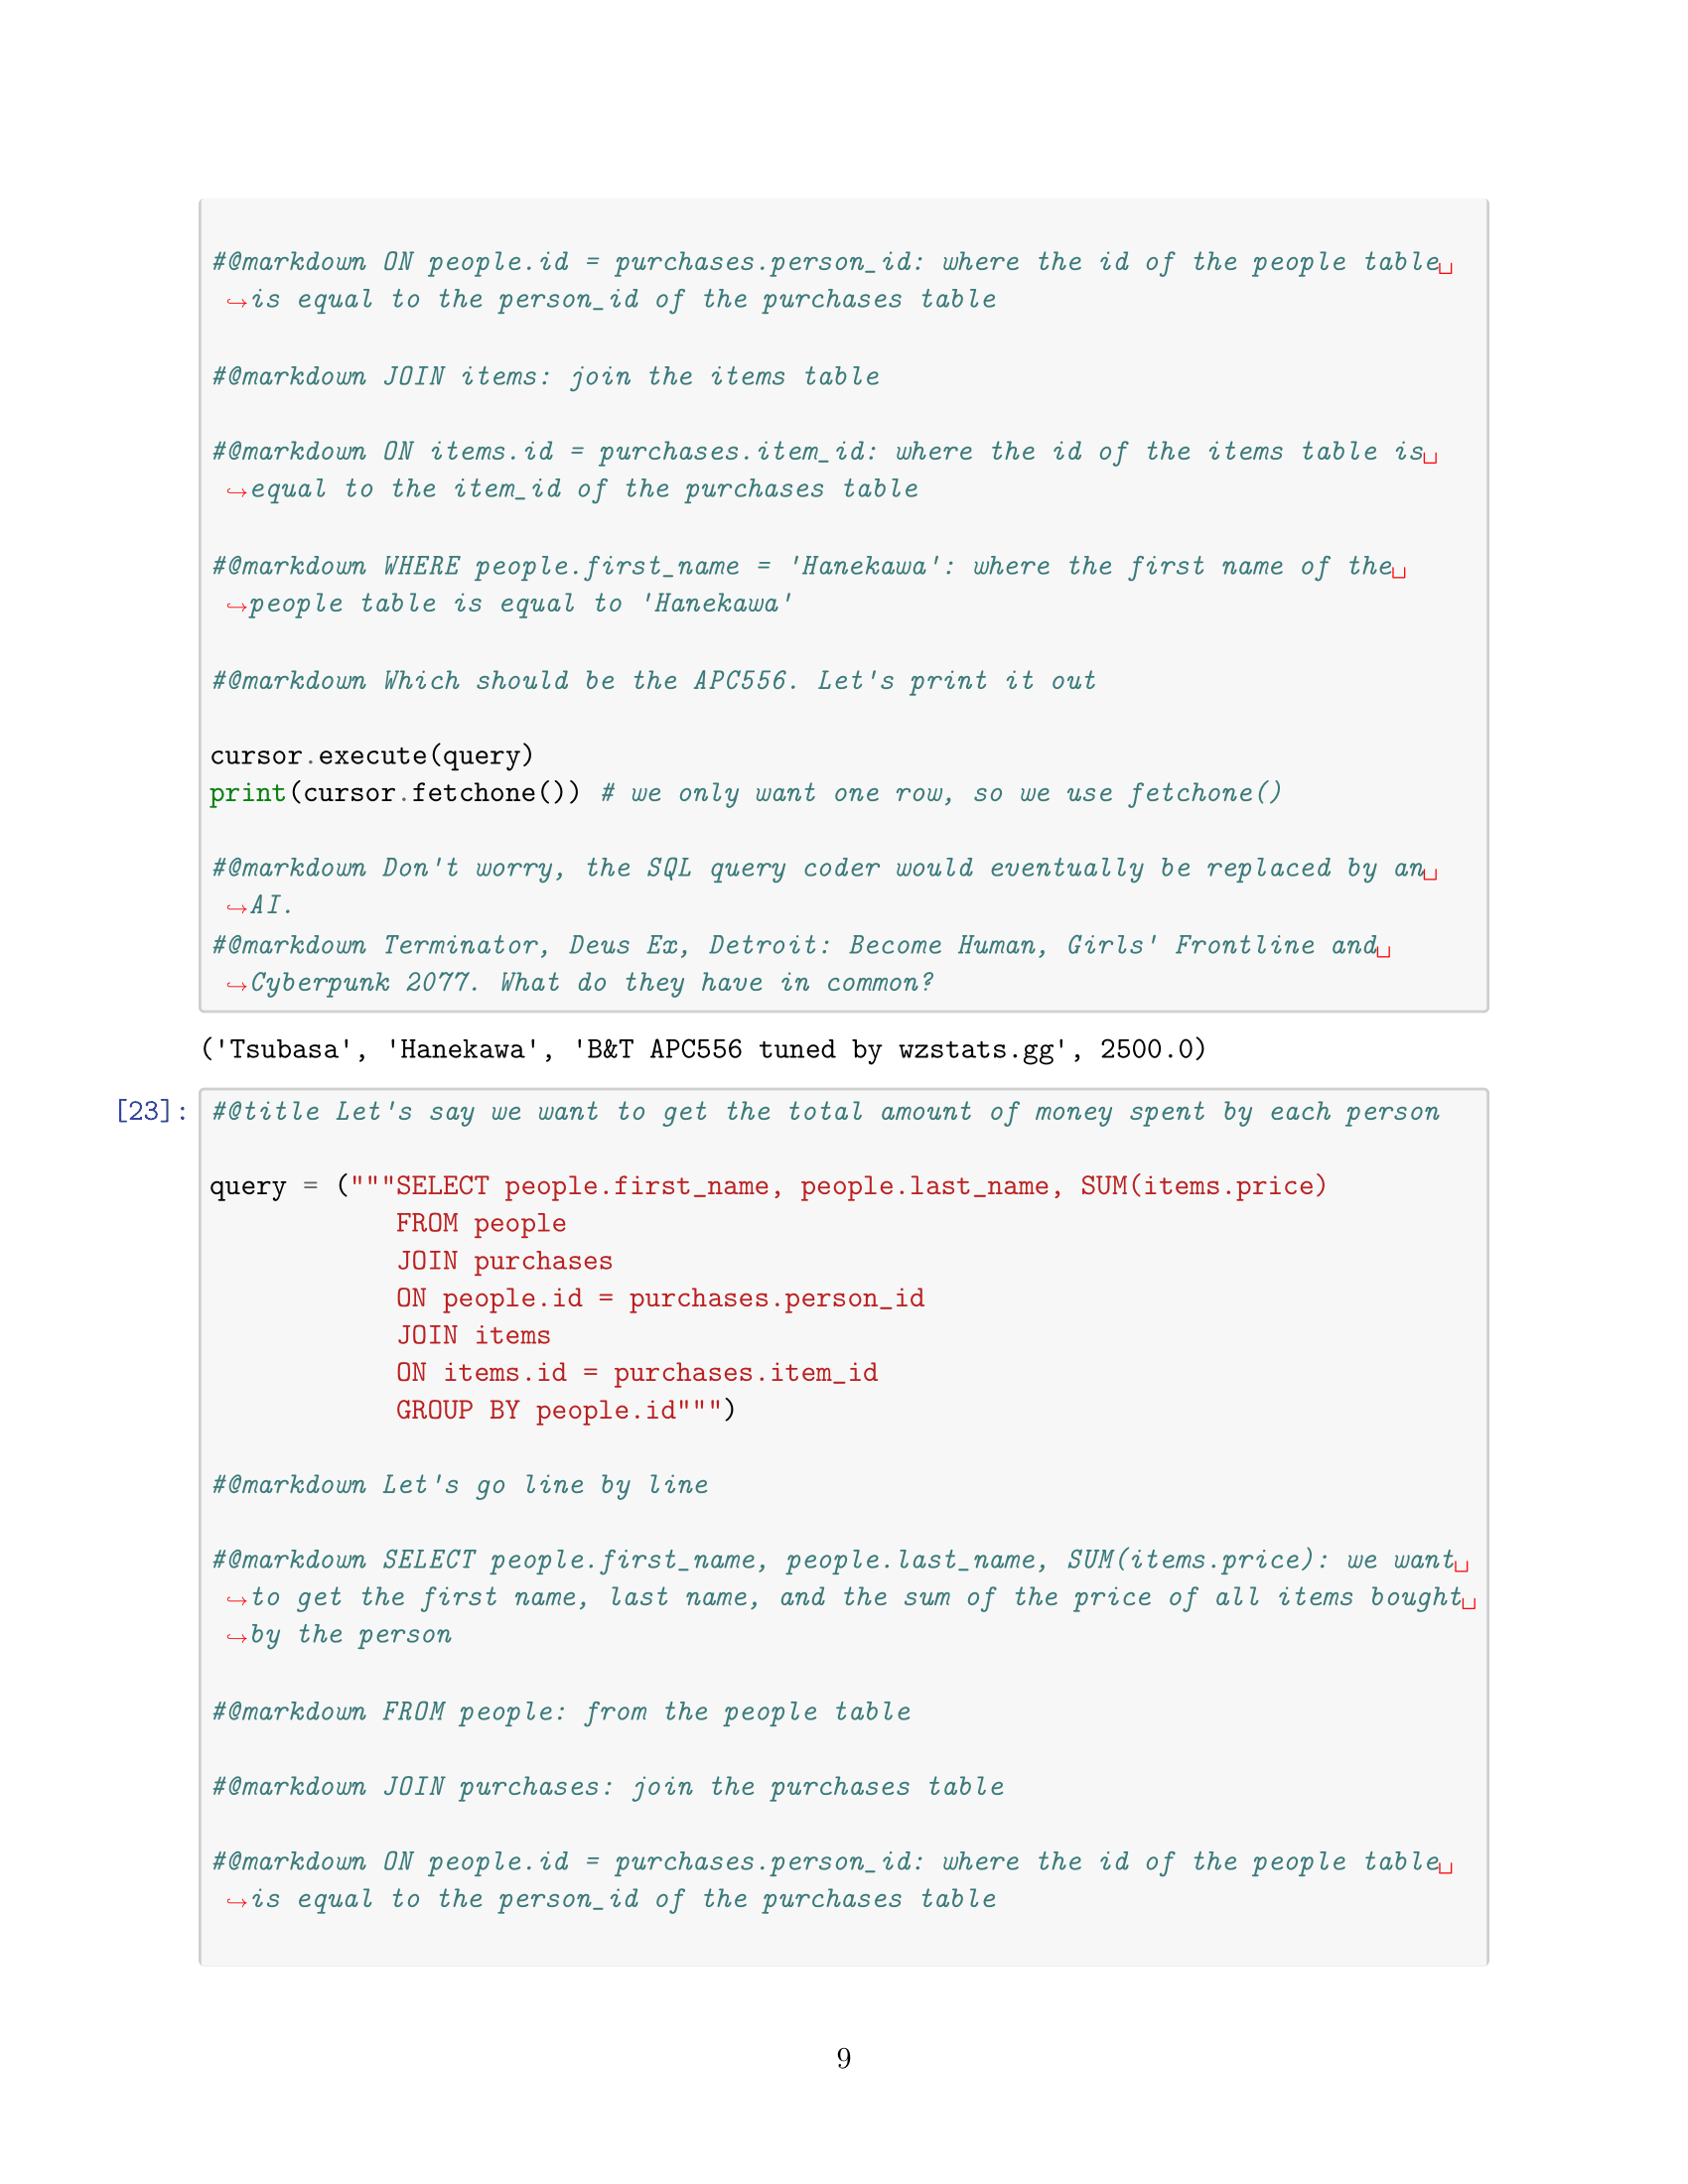 #@markdown ON people.id = purchases.person_id: where the id of the people table␣
↪is equal to the person_id of the purchases table
#@markdown JOIN items: join the items table
#@markdown ON items.id = purchases.item_id: where the id of the items table is␣
↪equal to the item_id of the purchases table
#@markdown WHERE people.first_name = 'Hanekawa': where the first name of the␣
↪people table is equal to 'Hanekawa'
#@markdown Which should be the APC556. Let's print it out
cursor.execute(query)
print(cursor.fetchone()) # we only want one row, so we use fetchone()
#@markdown Don't worry, the SQL query coder would eventually be replaced by an␣
↪AI.
#@markdown Terminator, Deus Ex, Detroit: Become Human, Girls' Frontline and␣
↪Cyberpunk 2077. What do they have in common?
('Tsubasa', 'Hanekawa', 'B&T APC556 tuned by wzstats.gg', 2500.0)
[23]: #@title Let's say we want to get the total amount of money spent by each person
query = ("""SELECT people.first_name, people.last_name, SUM(items.price)
FROM people
JOIN purchases
ON people.id = purchases.person_id
JOIN items
ON items.id = purchases.item_id
GROUP BY people.id""")
#@markdown Let's go line by line
#@markdown SELECT people.first_name, people.last_name, SUM(items.price): we want␣
↪to get the first name, last name, and the sum of the price of all items bought␣
↪by the person
#@markdown FROM people: from the people table
#@markdown JOIN purchases: join the purchases table
#@markdown ON people.id = purchases.person_id: where the id of the people table␣
↪is equal to the person_id of the purchases table
9